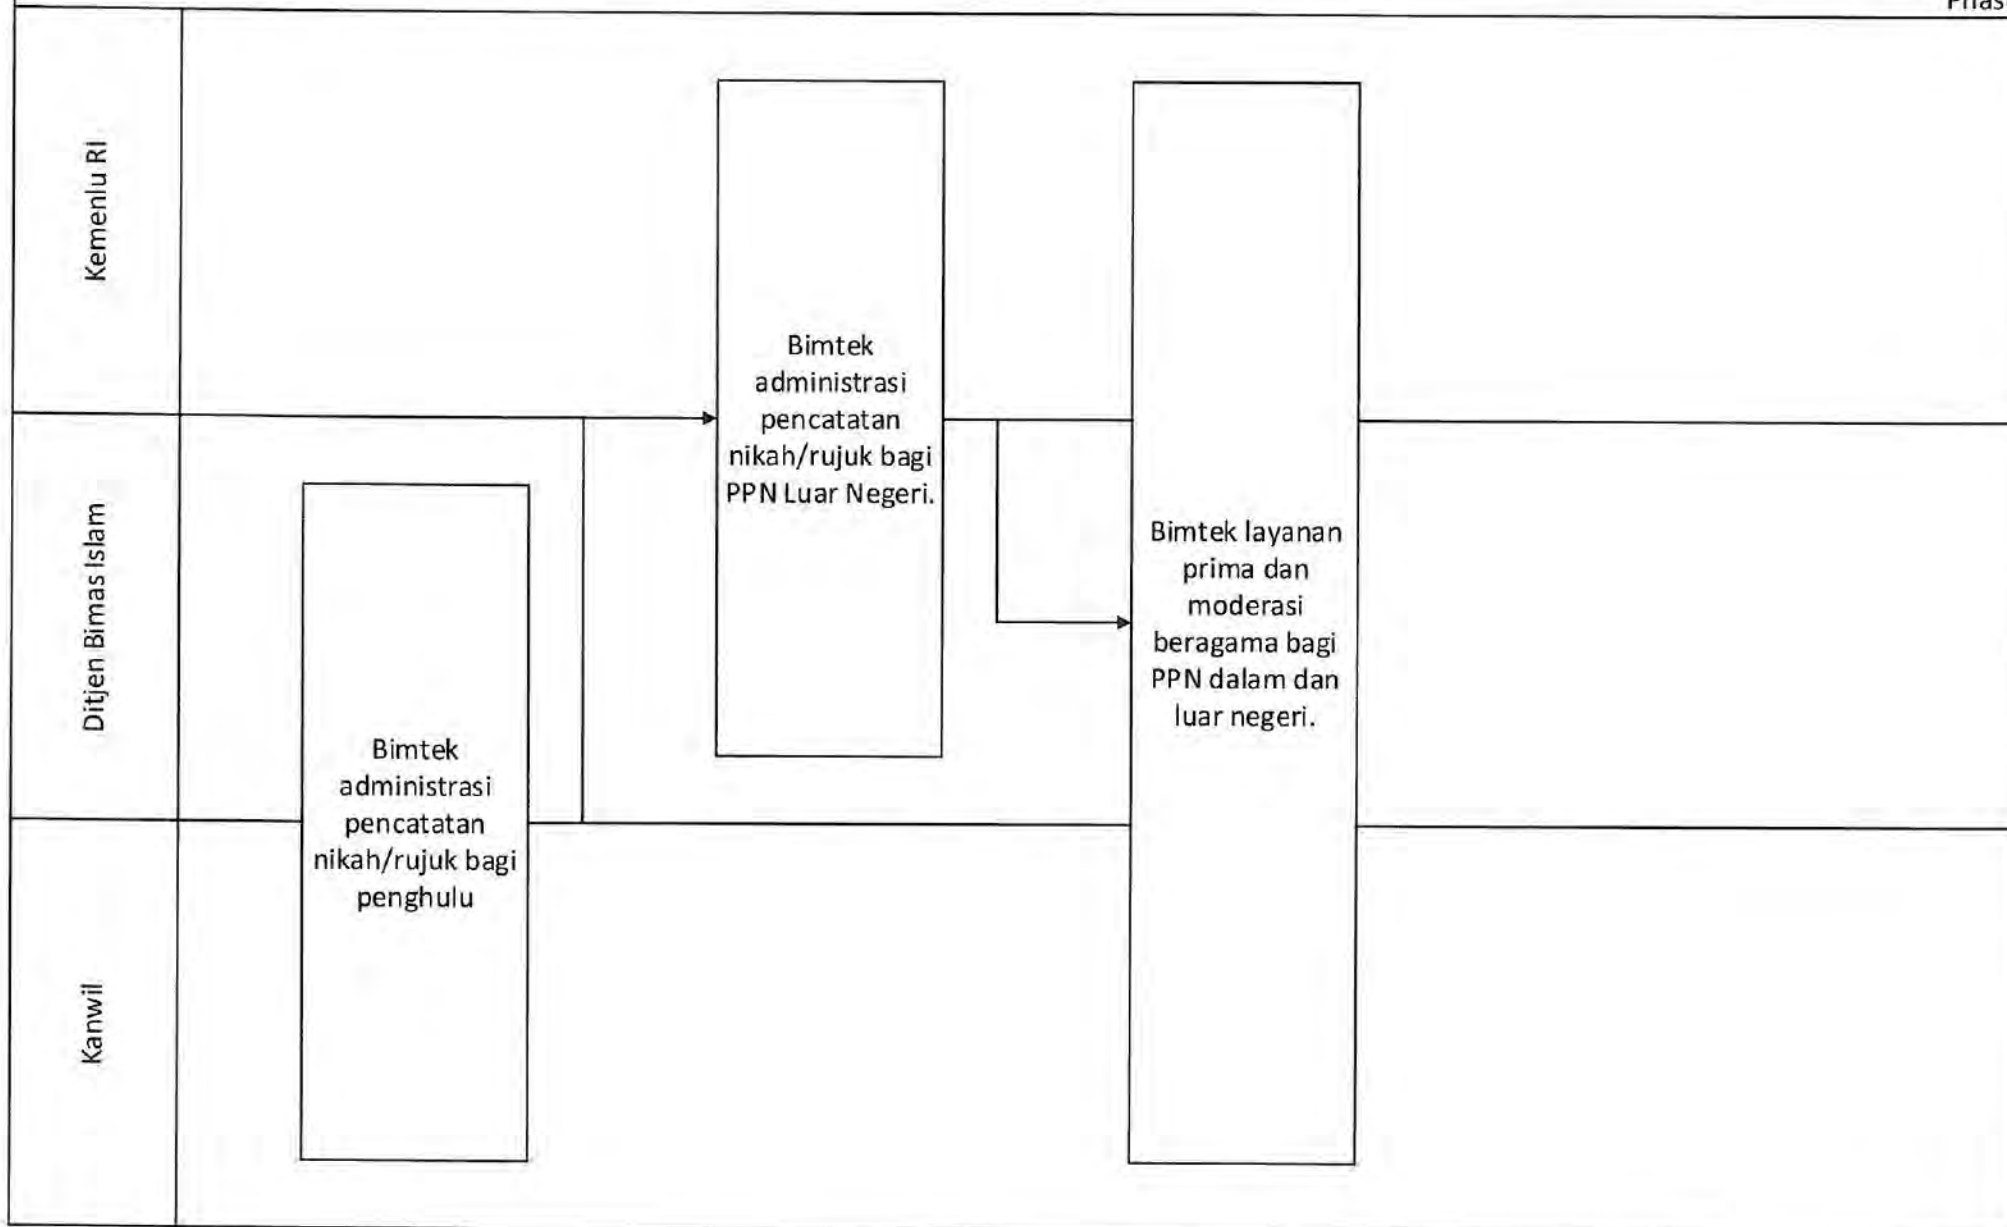 Kemenlu RI
Bimtek
administrasi
pencatatan
nikah/rujuk bagi
PPN Luar Negeri.
Ditjen Bimas Islam
Bimtek layanan
prima dan
moderasi
beragama bagi
PPN dalam dan
luar negeri.
Bimtek
administrasi
pencatatan
nikah/rujuk bagi
penghulu
Kanwil